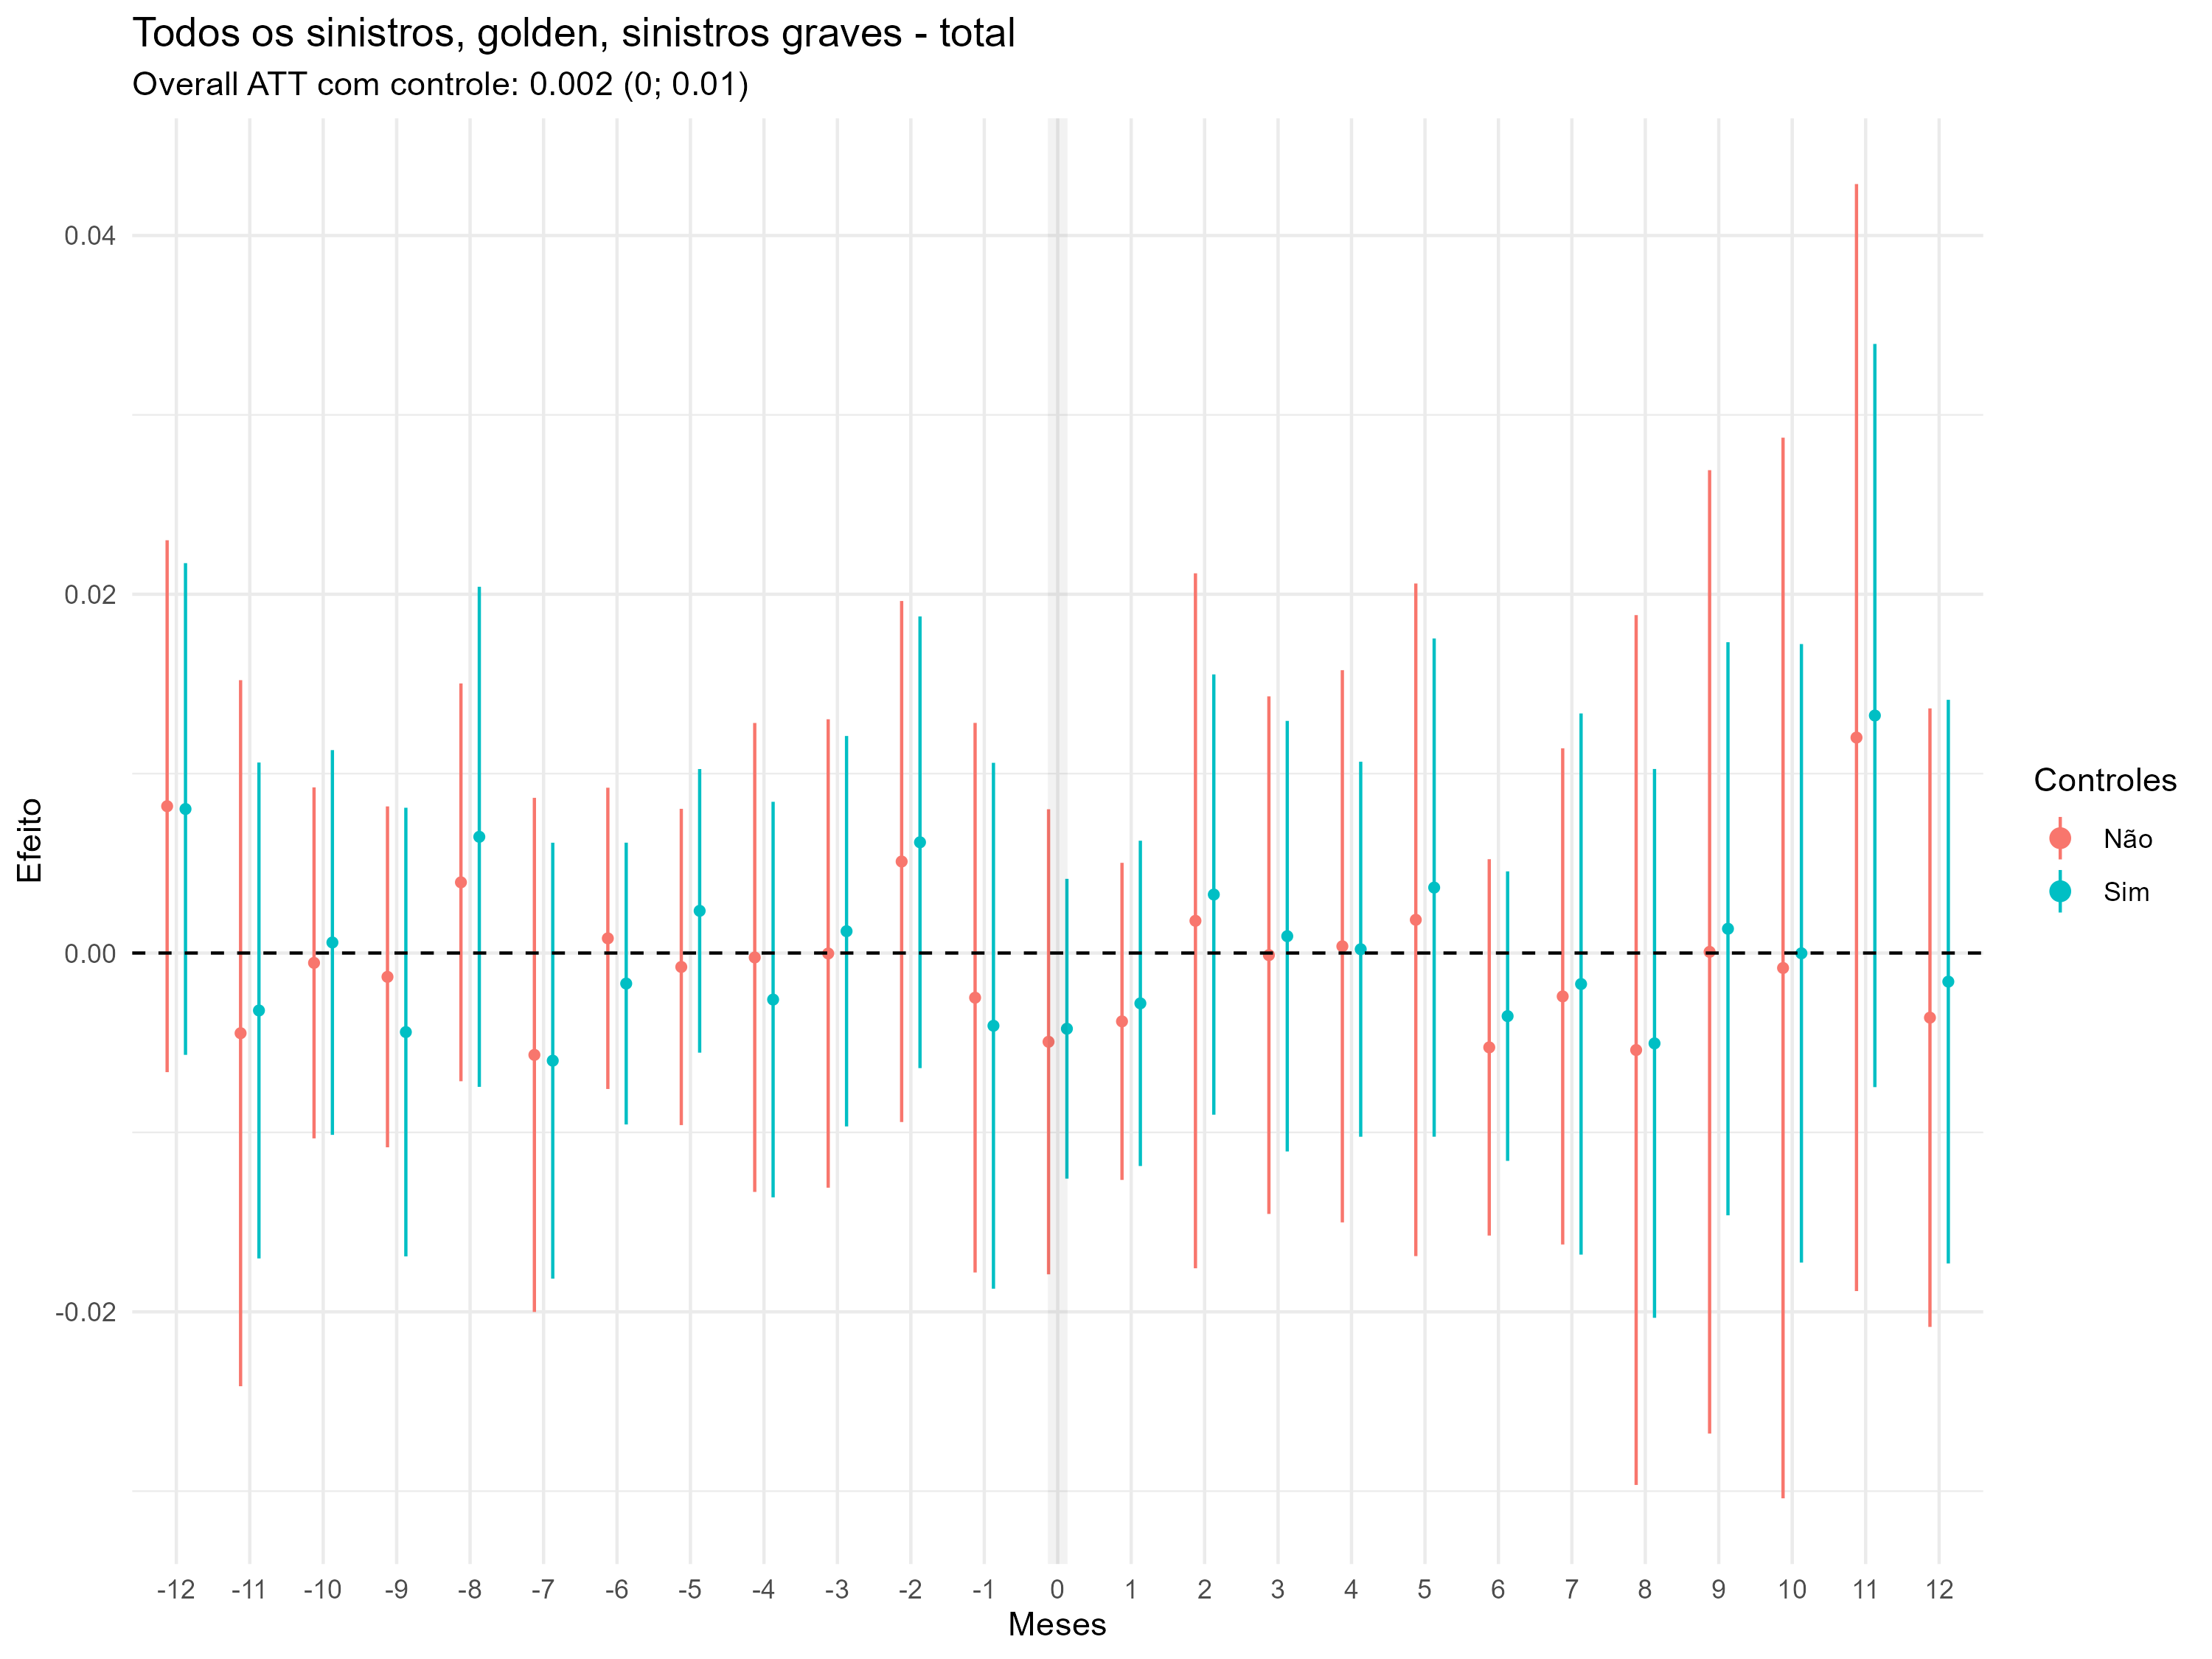 Todos os sinistros, golden, sinistros graves - total
Overall ATT com controle: 0.002 (0; 0.01)
0.04
0.02
0.00
-0.02
Efeito
-12 -11 -10 -9 -8 -7 -6 -5 -4 -3 -2 -1 0 1 2 3 4 5 6 7 8 9 10 11 12
Meses
Controles
Não
Sim